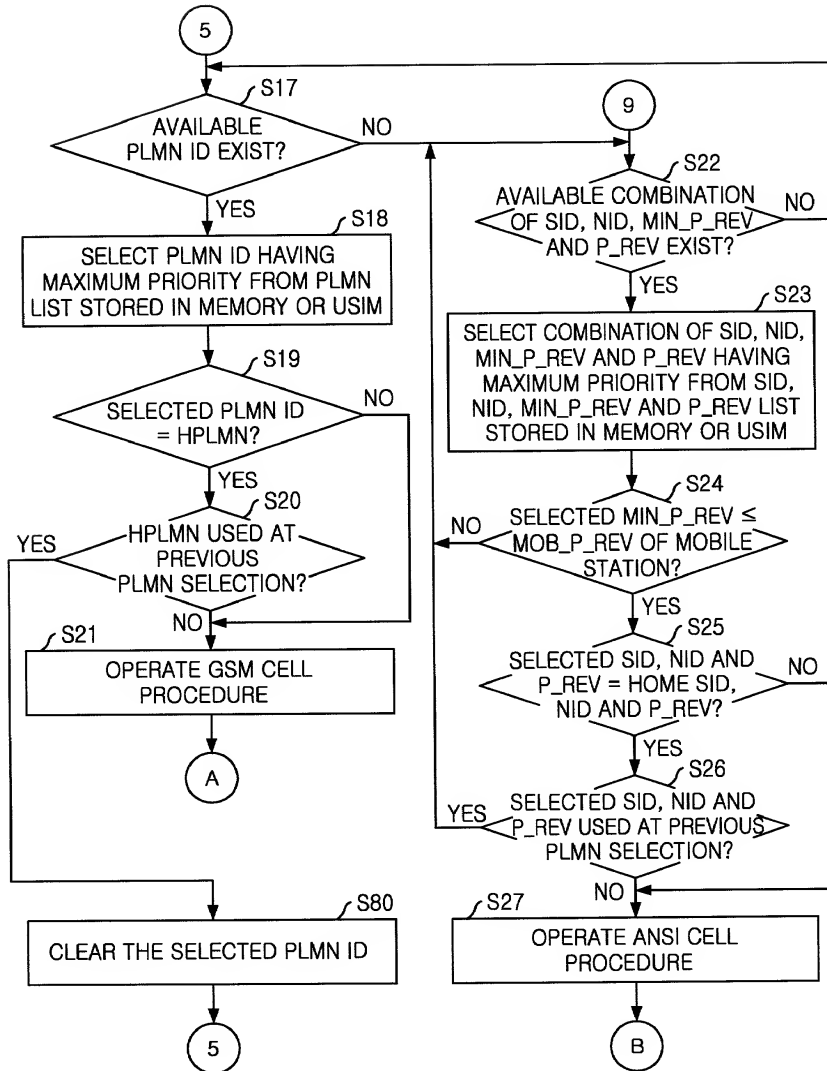 5
S17
AVAILABLE
PLMN ID EXIST?
NO
YES
S18
SELECT PLMN ID HAVING
MAXIMUM PRIORITY FROM PLMN
LIST STORED IN MEMORY OR USIM
S19
SELECTED PLMN ID
= HPLMN?
NO
YES
S20
YES
HPLMN USED AT
PREVIOUS
PLMN SELECTION?
NO
S21
OPERATE GSM CELL
PROCEDURE
A
S80
CLEAR THE SELECTED PLMN ID
5
9
S22
AVAILABLE COMBINATION
OF SID, NID, MIN_P_REV
AND P_REV EXIST?
NO
YES
S23
SELECT COMBINATION OF SID, NID,
MIN_P_REV AND P_REV HAVING
MAXIMUM PRIORITY FROM SID,
NID, MIN_P_REV AND P_REV LIST
STORED IN MEMORY OR USIM
S24
NO
SELECTED MIN_P_REV ≤
MOB_P_REV OF MOBILE
STATION?
YES
S25
SELECTED SID, NID AND
P_REV = HOME SID,
NID AND P_REV?
NO
YES
S26
YES
SELECTED SID, NID AND
P_REV USED AT PREVIOUS
PLMN SELECTION?
NO
S27
OPERATE ANSI CELL
PROCEDURE
B